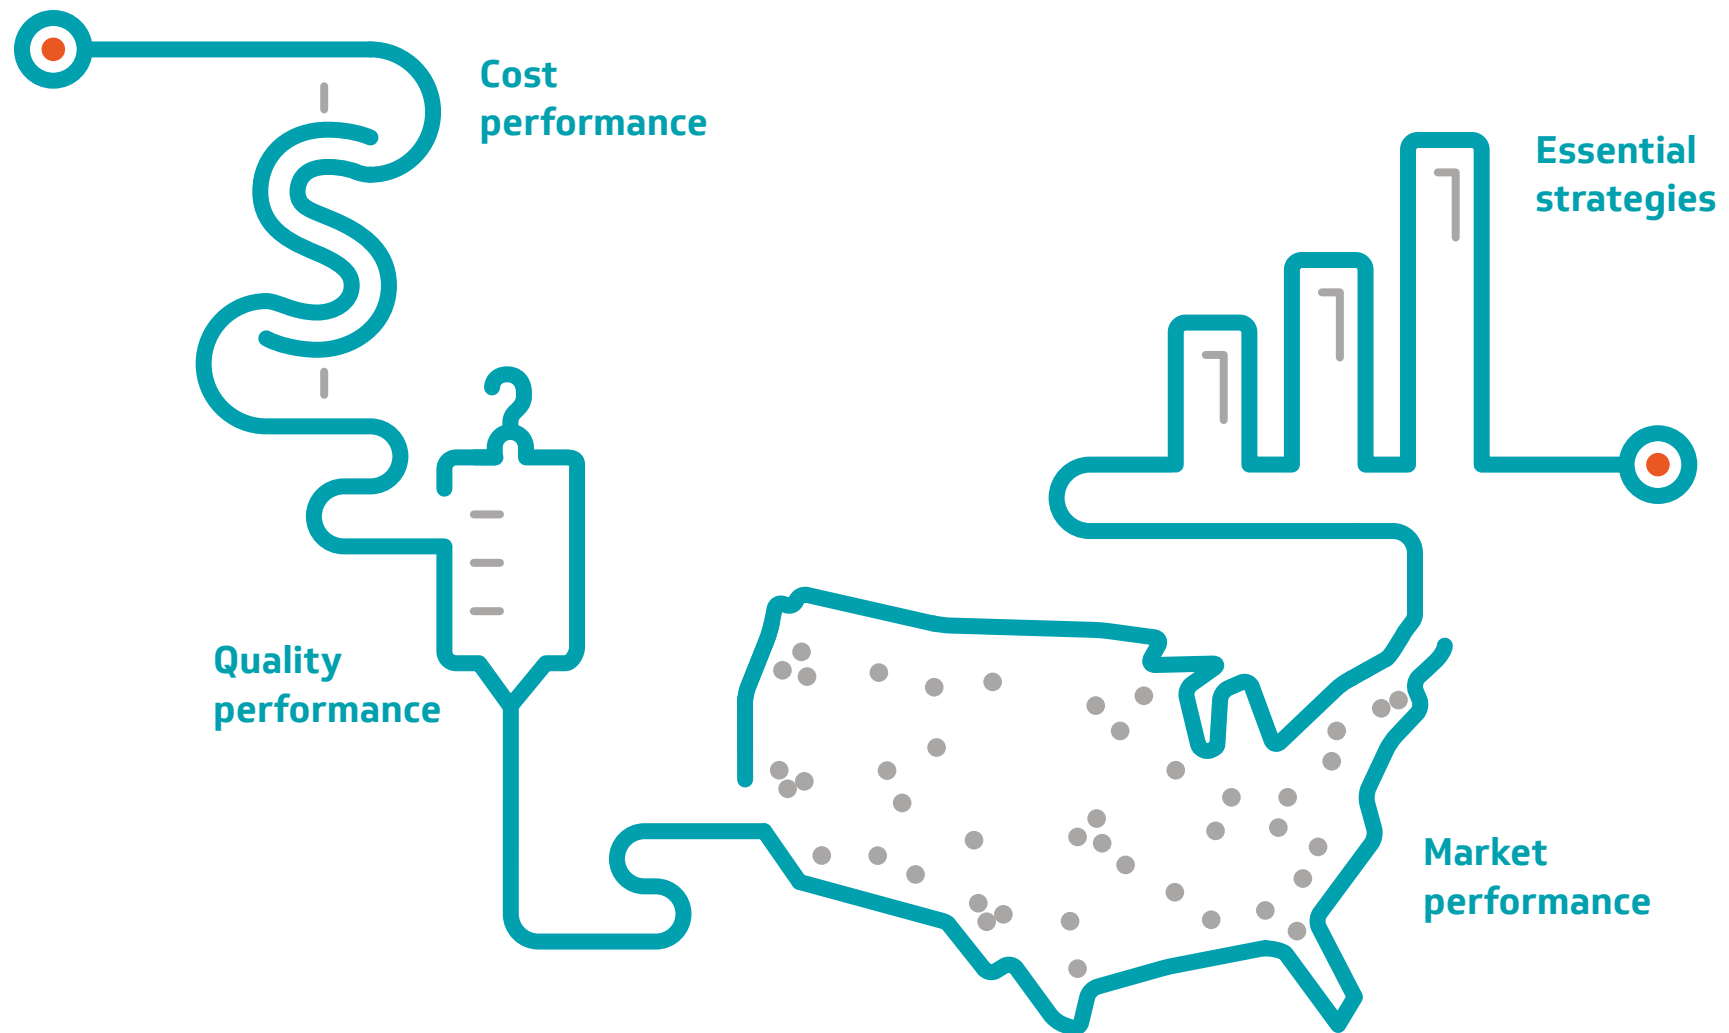 Cost
performance
Essential
strategies
Quality
performance
Market
performance